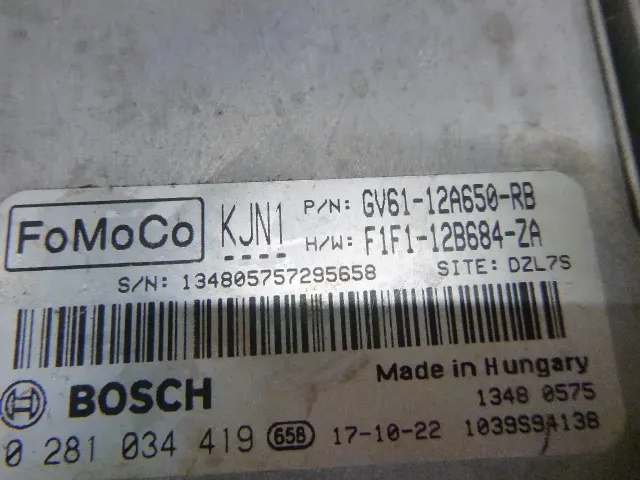 FoMoCo KJN1 P/N: GV61-12A650-RB
H/W: F1F1-12B684-ZA
S/N: 134805757295658 SITE: DZL7S
Made in Hungary
BOSCH 1348 0575
0 281 034 419 658 17-10-22 1039S94138